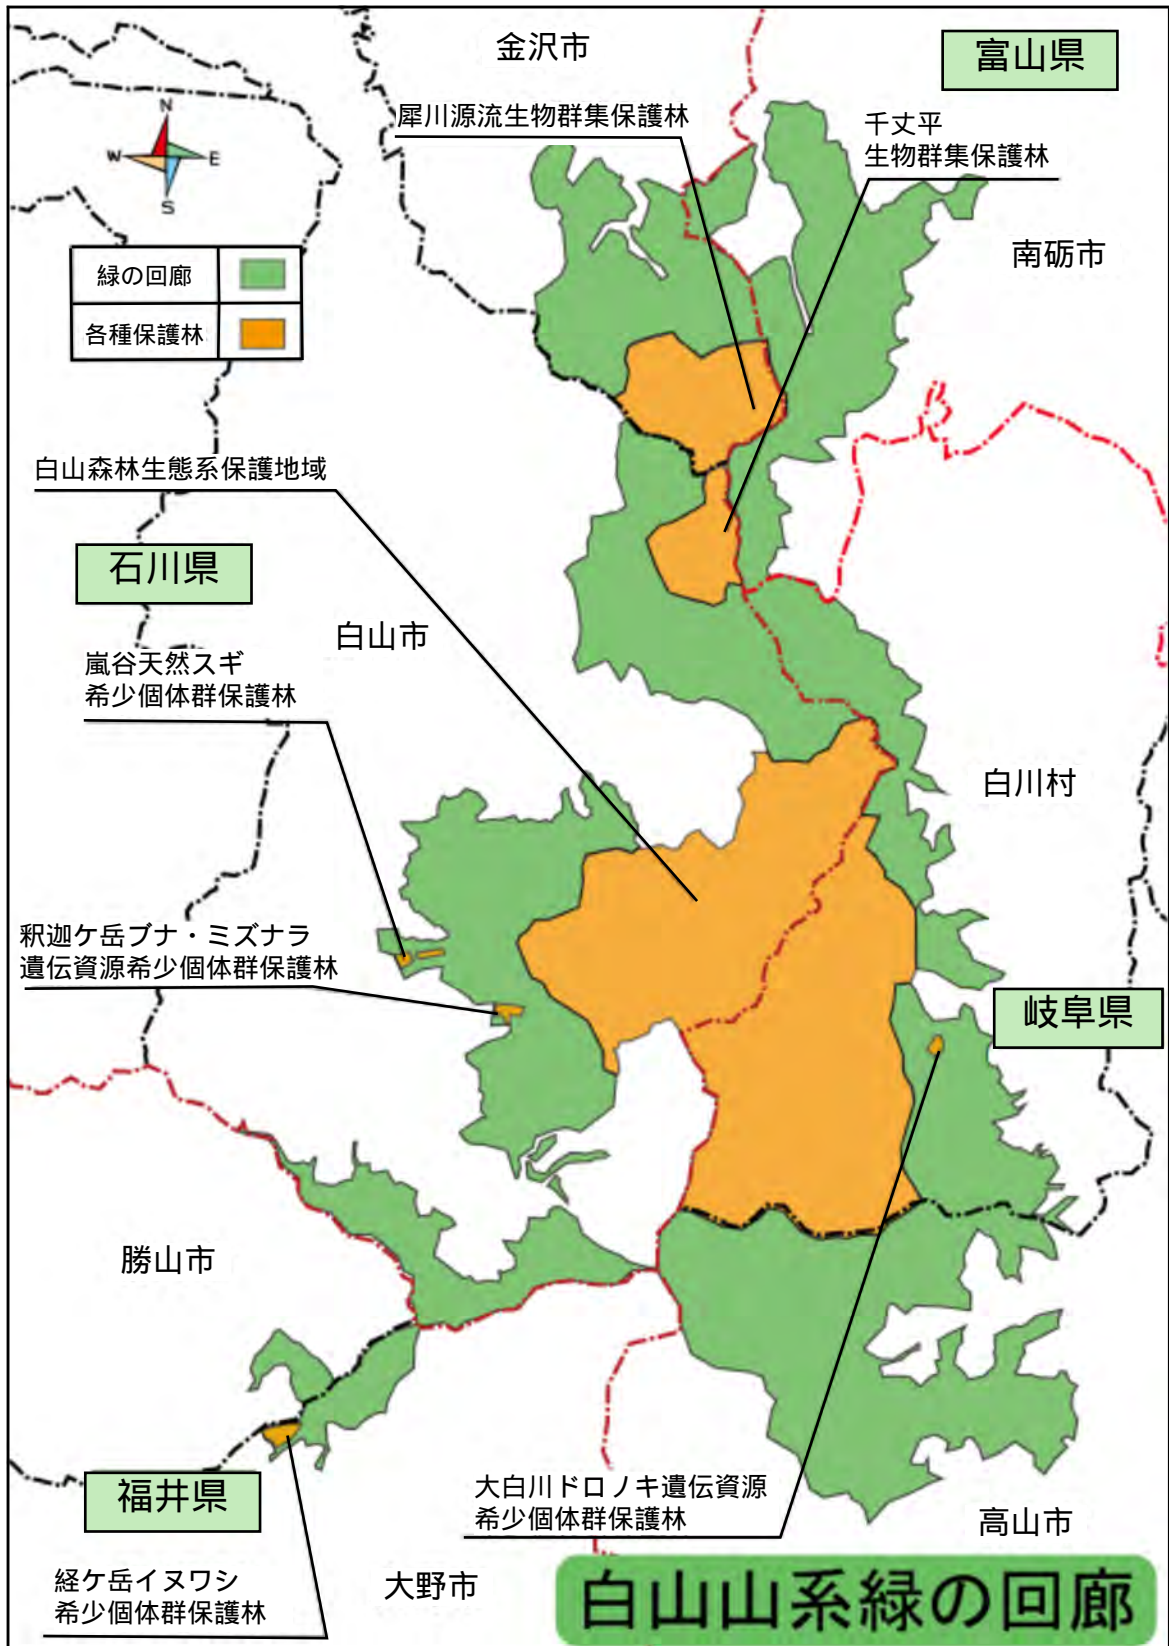 金沢市
富山県
犀川源流生物群集保護林
千丈平
生物群集保護林
N
W
E
S
南砺市
緑の回廊
各種保護林
白山森林生態系保護地域
石川県
白山市
嵐谷天然スギ
希少個体群保護林
白川村
釈迦ケ岳ブナ・ミズナラ
遺伝資源希少個体群保護林
岐阜県
勝山市
福井県
大白川ドロノキ遺伝資源
希少個体群保護林
高山市
経ケ岳イヌワシ
希少個体群保護林
大野市
白山山系緑の回廊